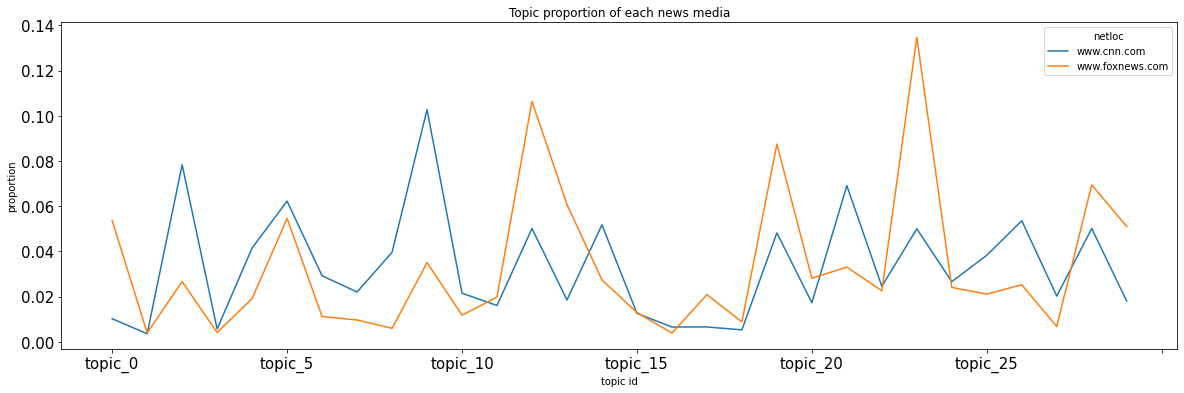 Topic proportion of each news media
netloc
www.cnn.com
www.foxnews.com
proportion
0.14
0.12
0.10
0.08
0.06
0.04
0.02
0.00
topic_0 topic_5 topic_10 topic_15 topic_20 topic_25
topic id